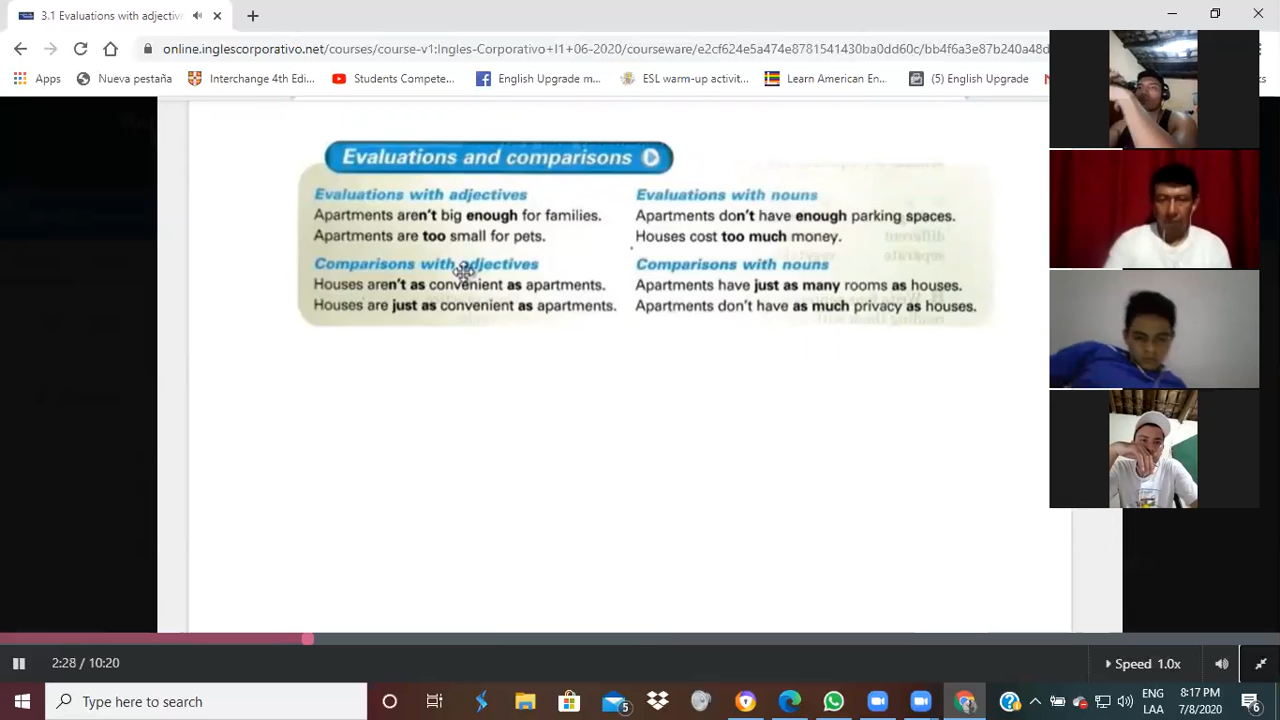 3.1 Evaluations with adjectiv
online.inglescorporativo.net/courses/course-v1:Ingles-Corporativo+I1+06-2020/courseware/e2cf624e5a474e8781541430ba0dd60c/bb4f6a3e87b240a48d
Apps
Nueva pestaña
Interchange 4th Edi...
Students Compete...
English Upgrade m...
ESL warm-up activit...
Learn American En...
(5) English Upgrade
Evaluations and comparisons
Evaluations with adjectives
Apartments aren't big enough for families.
Apartments are too small for pets.
Comparisons with adjectives
Houses aren't as convenient as apartments.
Houses are just as convenient as apartments.
Evaluations with nouns
Apartments don't have enough parking spaces.
Houses cost too much money.
Comparisons with nouns
Apartments have just as many rooms as houses.
Apartments don't have as much privacy as houses.
different
separate
2:28 / 10:20
Speed 1.0x
Type here to search
5
ENG
LAA
8:17 PM
7/8/2020
6